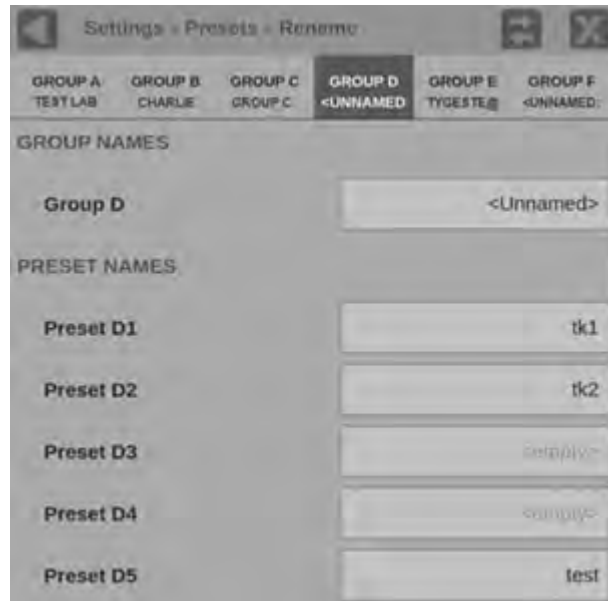 Settings » Presets » Rename
GROUP A GROUP B GROUP C GROUP D GROUP E GROUP F
TEST LAB CHARLIE GROUP C <UNNAMED TYGESTE@ <UNNAMED:
GROUP NAMES
Group D <Unnamed>
PRESET NAMES
Preset D1 tk1
Preset D2 tk2
Preset D3 <empty>
Preset D4 <empty>
Preset D5 test